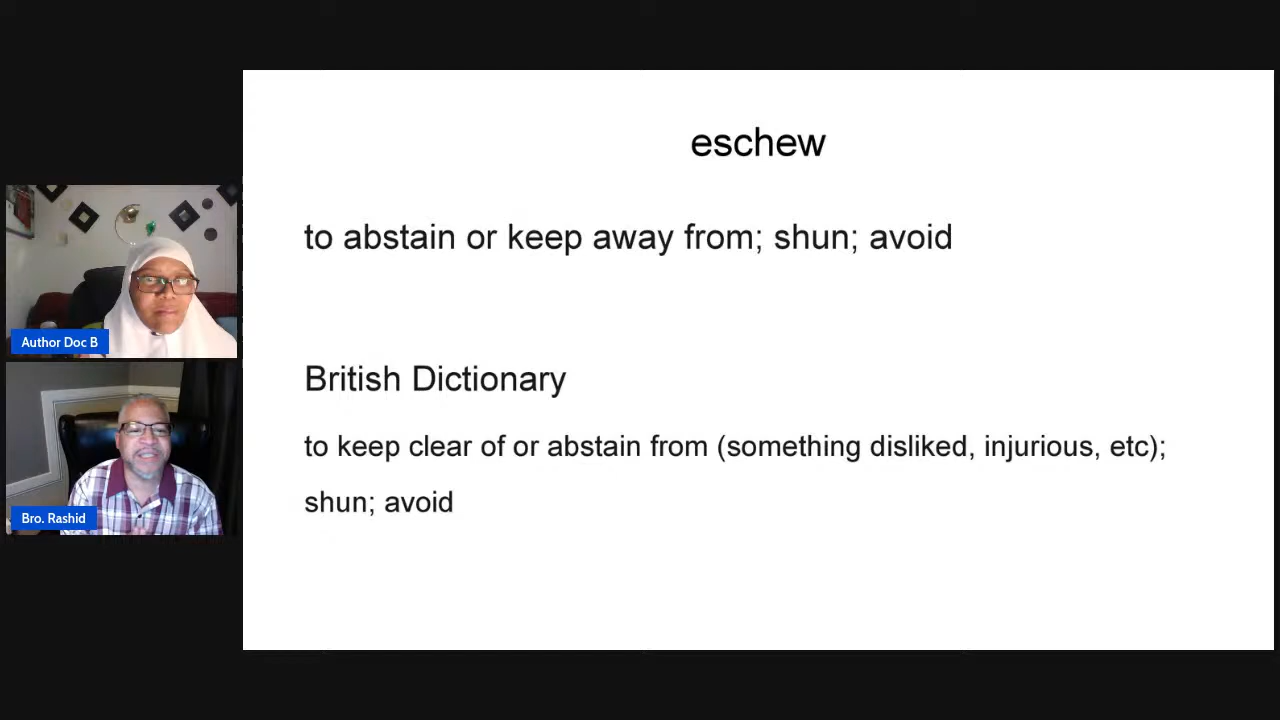 eschew
to abstain or keep away from; shun; avoid
British Dictionary
to keep clear of or abstain from (something disliked, injurious, etc);
shun; avoid
Author Doc B
Bro. Rashid